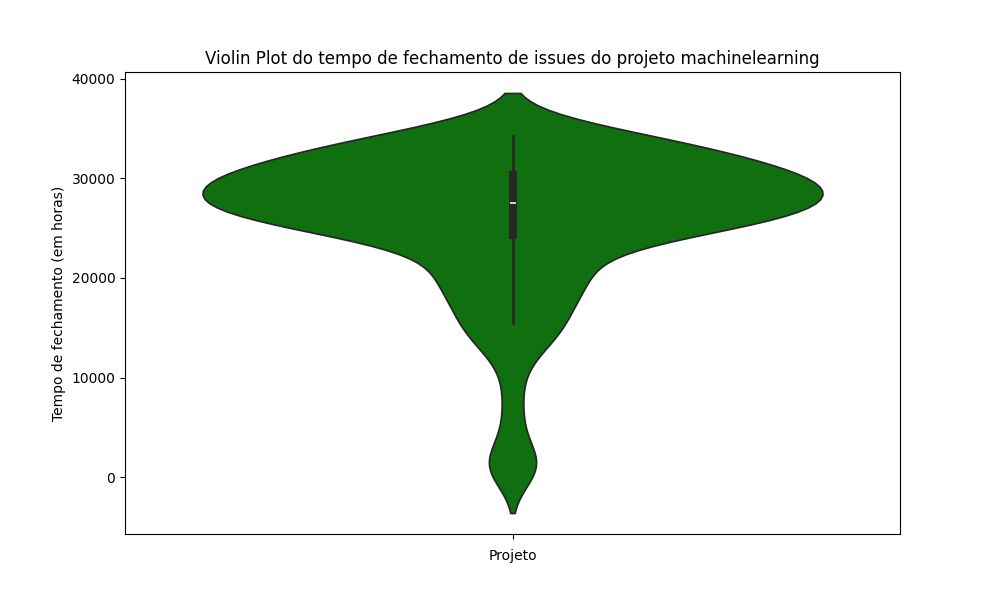 Violin Plot do tempo de fechamento de issues do projeto machinelearning
40000
30000
20000
10000
0
Tempo de fechamento (em horas)
Projeto